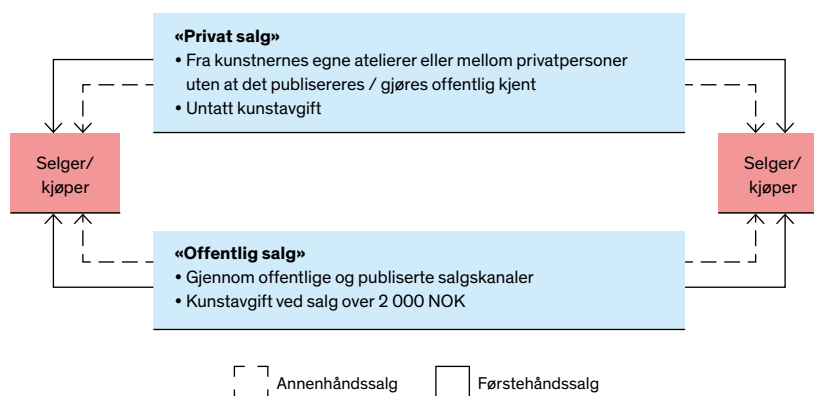 «Privat salg»
• Fra kunstnernes egne atelierer eller mellom privatpersoner
uten at det publisereres / gjøres offentlig kjent
• Untatt kunstavgift
Selger/
kjøper
Selger/
kjøper
«Offentlig salg»
• Gjennom offentlige og publiserte salgskanaler
• Kunstavgift ved salg over 2 000 NOK
Annenhåndssalg
Førstehåndssalg